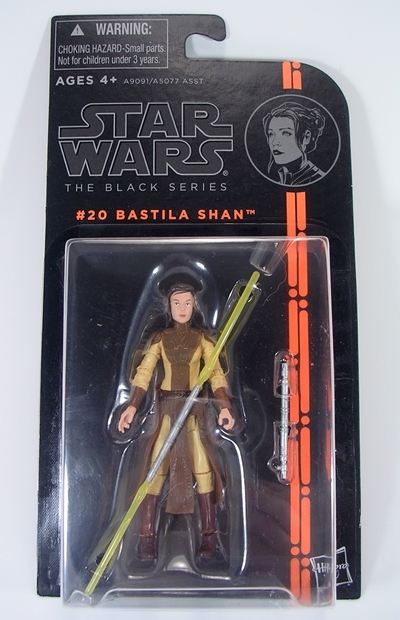 WARNING:
CHOKING HAZARD-Small parts.
Not for children under 3 years.
AGES 4+ A9091/A5077 ASST.
STAR
WARS®
THE BLACK SERIES
#20 BASTILA SHAN™
Hasbro